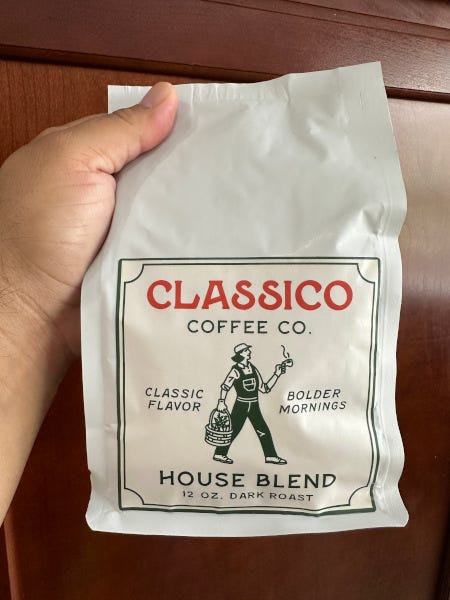 CLASSICO
COFFEE CO.
CLASSIC
FLAVOR
BOLDER
MORNINGS
HOUSE BLEND
12 OZ. DARK ROAST